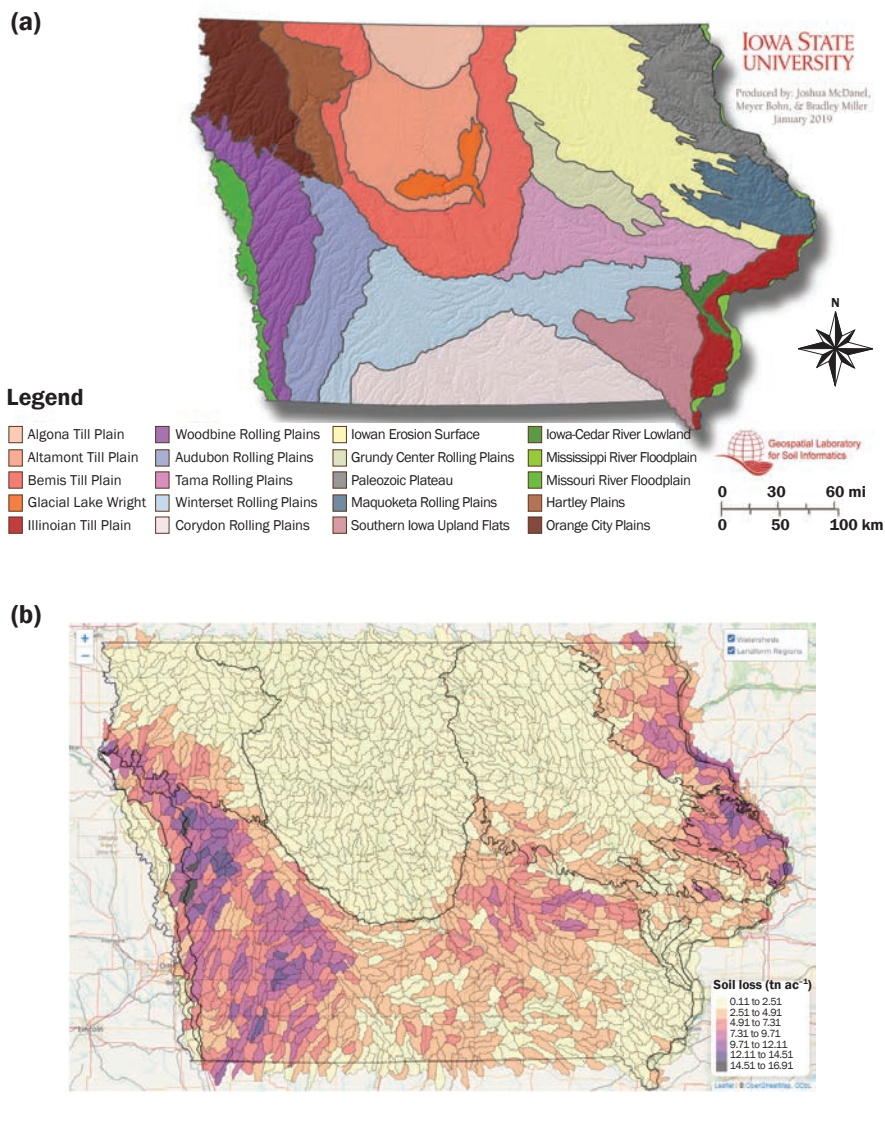 (a)
IOWA STATE
UNIVERSITY
Produced by: Joshua McDanel,
Meyer Bohn, & Bradley Miller
January 2019
N
Legend
Algona Till Plain
Altamont Till Plain
Bemis Till Plain
Glacial Lake Wright
Illinoian Till Plain
Woodbine Rolling Plains
Audubon Rolling Plains
Tama Rolling Plains
Winterset Rolling Plains
Corydon Rolling Plains
Iowan Erosion Surface
Grundy Center Rolling Plains
Paleozoic Plateau
Maquoketa Rolling Plains
Southern Iowa Upland Flats
Iowa-Cedar River Lowland
Mississippi River Floodplain
Missouri River Floodplain
Hartley Plains
Orange City Plains
Geospatial Laboratory
for Soil Informatics
0 30 60 mi
0 50 100 km
(b)
+
−
Watersheds
Landform Regions
Lincoln
Soil loss (tn ac⁻¹)
0.11 to 2.51
2.51 to 4.91
4.91 to 7.31
7.31 to 9.71
9.71 to 12.11
12.11 to 14.51
14.51 to 16.91
Leaflet | © OpenStreetMap, ODbL